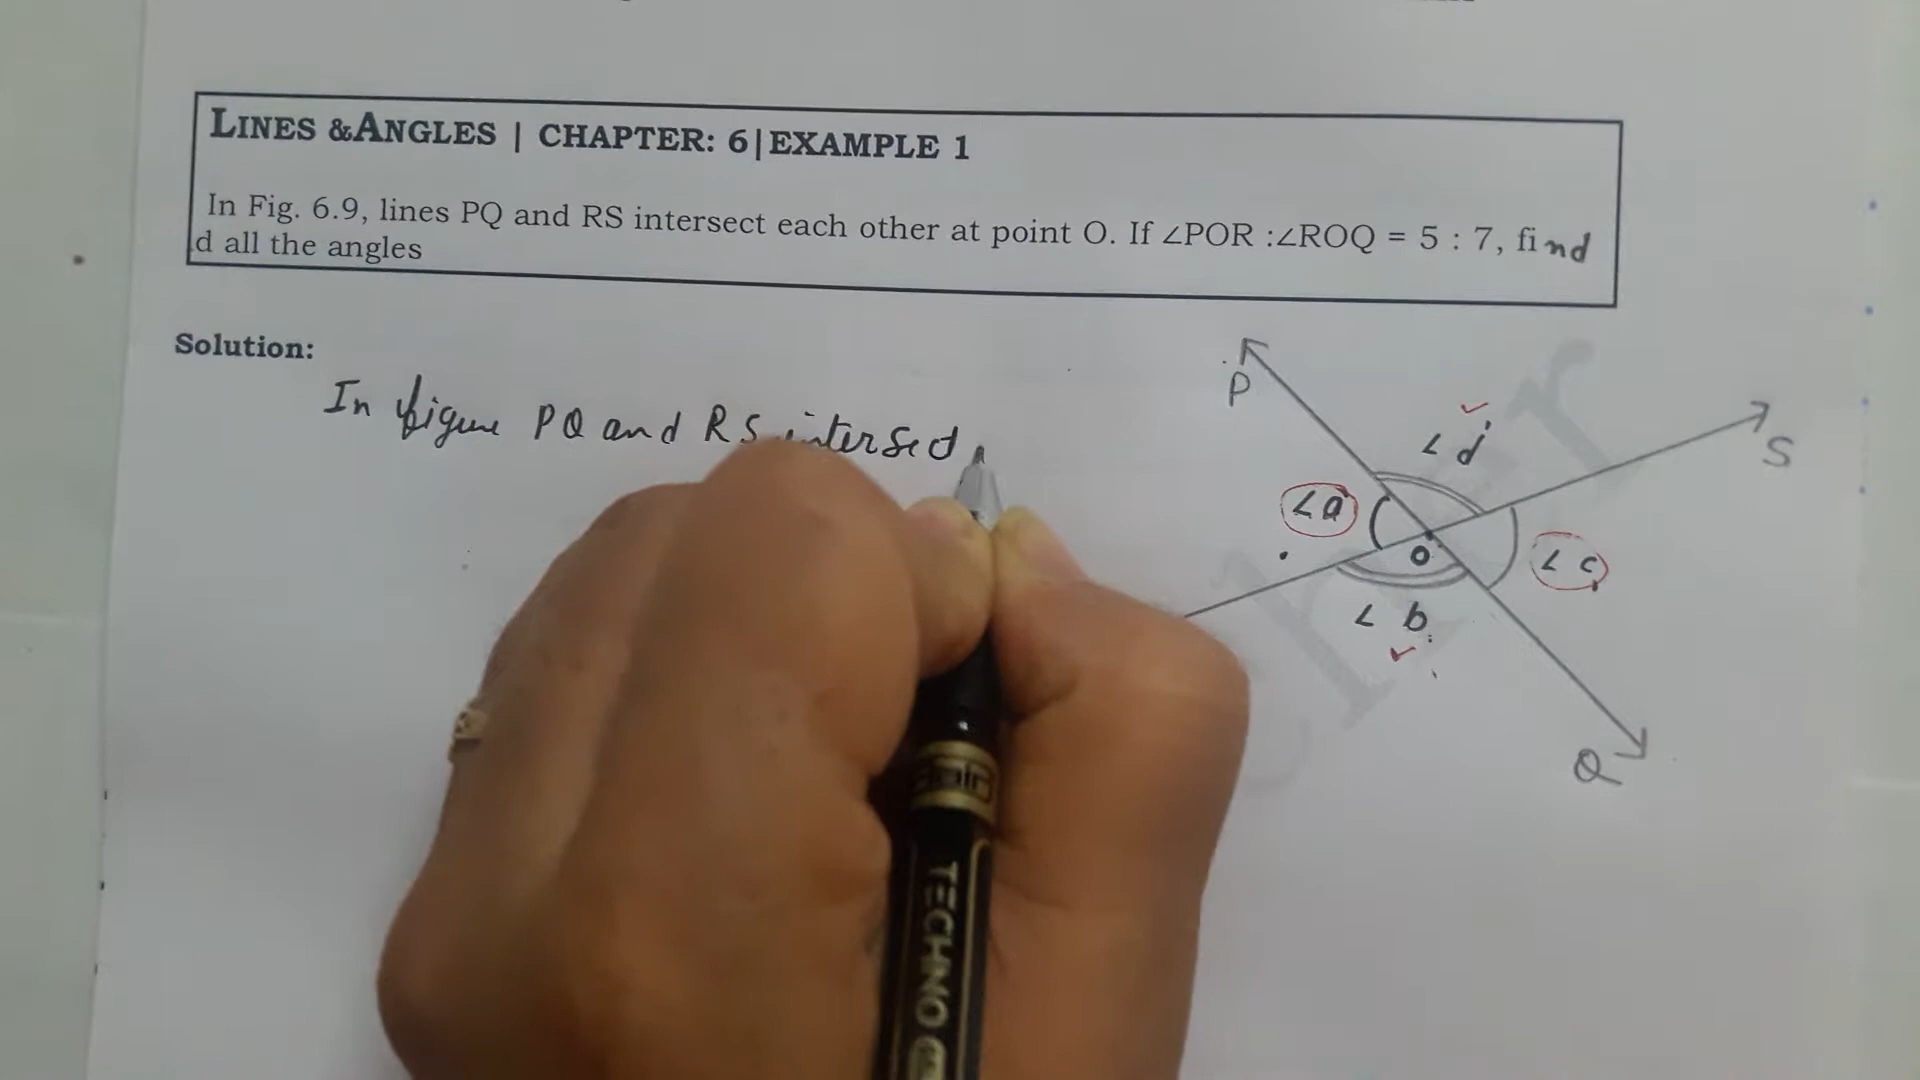 LINES &ANGLES | CHAPTER: 6|EXAMPLE 1
In Fig. 6.9, lines PQ and RS intersect each other at point O. If ∠POR :∠ROQ = 5 : 7, find
d all the angles
Solution:
In figure PQ and RS intersect
P
S
∠ d
∠a
O
∠ c
∠ b
Q
TECHNO